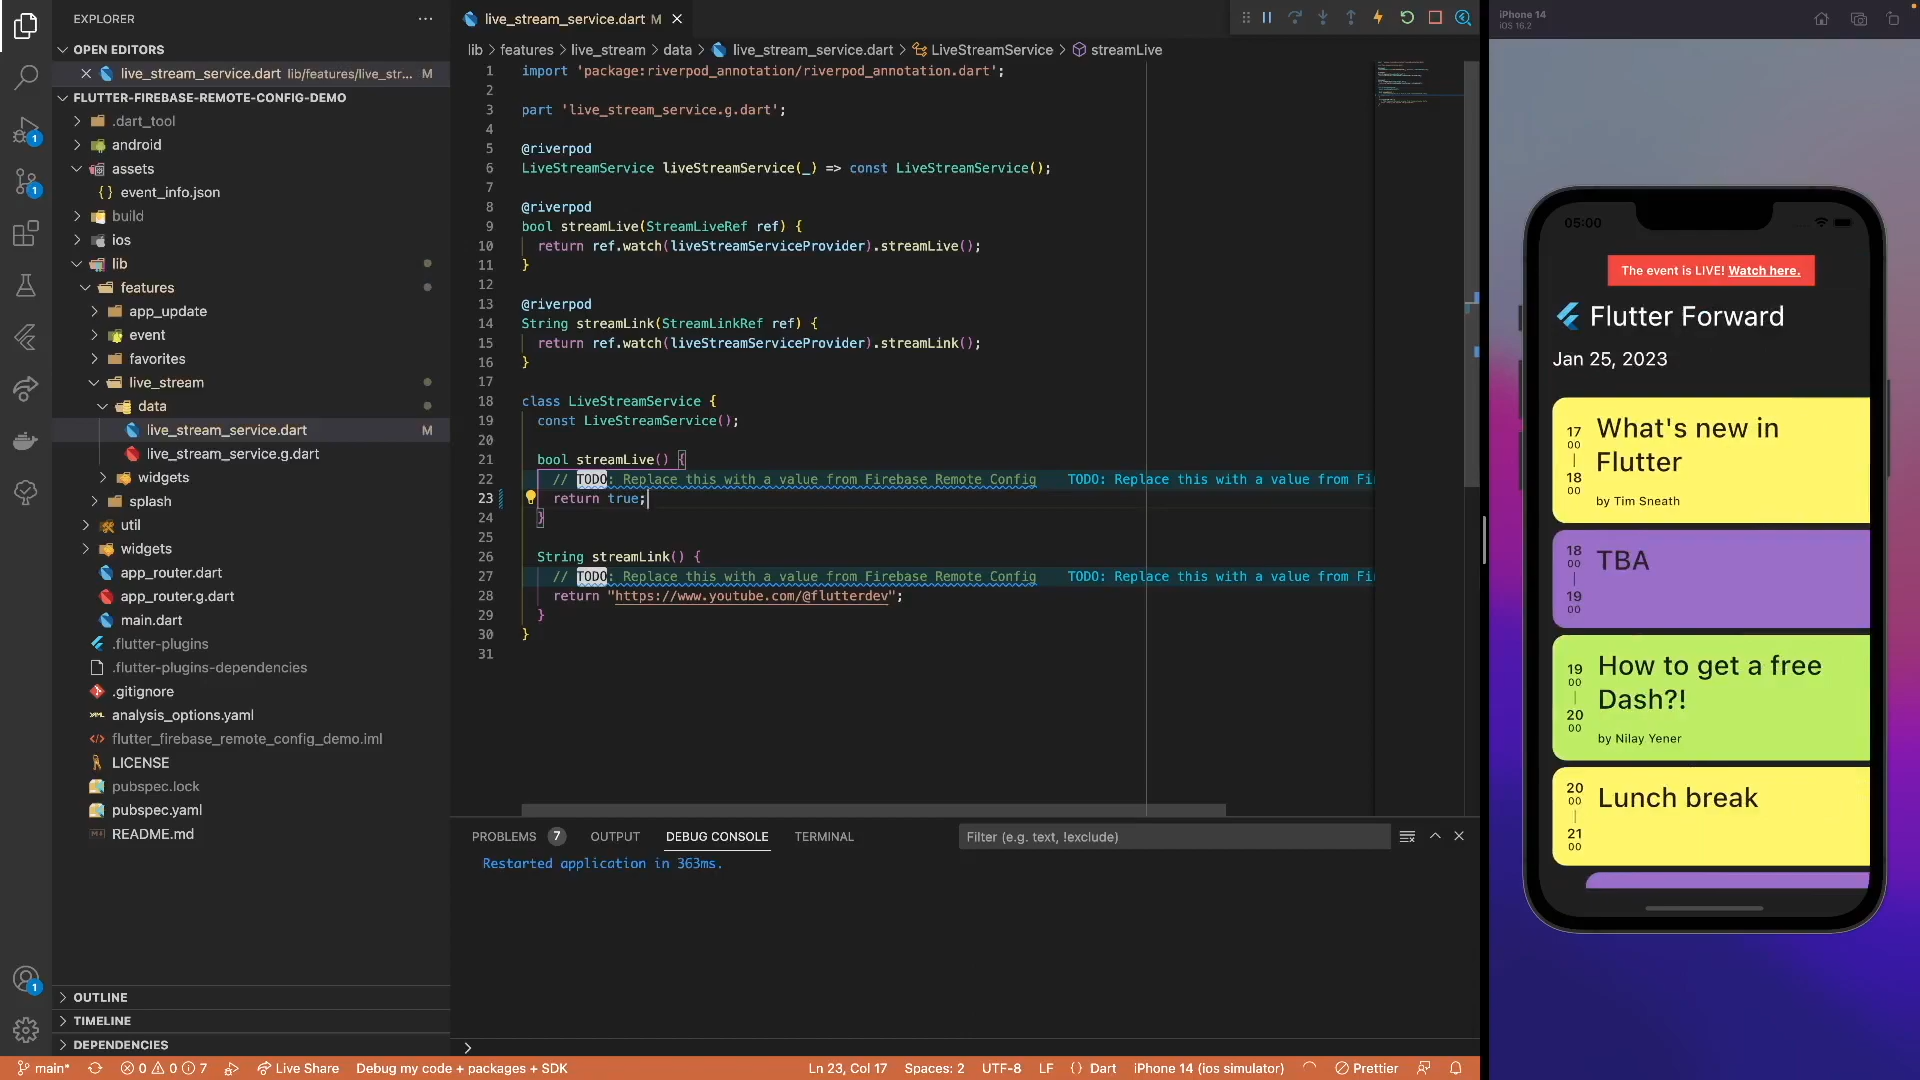 EXPLORER
OPEN EDITORS
live_stream_service.dart lib/features/live_str... M
FLUTTER-FIREBASE-REMOTE-CONFIG-DEMO
.dart_tool
android
assets
event_info.json
build
ios
lib
features
app_update
event
favorites
live_stream
data
live_stream_service.dart M
live_stream_service.g.dart
widgets
splash
util
widgets
app_router.dart
app_router.g.dart
main.dart
.flutter-plugins
.flutter-plugins-dependencies
.gitignore
analysis_options.yaml
flutter_firebase_remote_config_demo.iml
LICENSE
pubspec.lock
pubspec.yaml
README.md
OUTLINE
TIMELINE
DEPENDENCIES
1
1
1
live_stream_service.dart M
lib > features > live_stream > data > live_stream_service.dart > LiveStreamService > streamLive
1 import 'package:riverpod_annotation/riverpod_annotation.dart';
2
3 part 'live_stream_service.g.dart';
4
5 @riverpod
6 LiveStreamService liveStreamService(_) => const LiveStreamService();
7
8 @riverpod
9 bool streamLive(StreamLiveRef ref) {
10 return ref.watch(liveStreamServiceProvider).streamLive();
11 }
12
13 @riverpod
14 String streamLink(StreamLinkRef ref) {
15 return ref.watch(liveStreamServiceProvider).streamLink();
16 }
17
18 class LiveStreamService {
19 const LiveStreamService();
20
21 bool streamLive() {
22 // TODO: Replace this with a value from Firebase Remote Config TODO: Replace this with a value from Fi
23 return true;
24 }
25
26 String streamLink() {
27 // TODO: Replace this with a value from Firebase Remote Config TODO: Replace this with a value from Fi
28 return "https://www.youtube.com/@flutterdev";
29 }
30 }
31
PROBLEMS 7 OUTPUT DEBUG CONSOLE TERMINAL Filter (e.g. text, !exclude)
Restarted application in 363ms.
main* 0 0 7 Live Share Debug my code + packages + SDK Ln 23, Col 17 Spaces: 2 UTF-8 LF {} Dart iPhone 14 (ios simulator) Prettier
iPhone 14
iOS 16.2
05:00
The event is LIVE! Watch here.
Flutter Forward
Jan 25, 2023
17
00
18
00
What's new in
Flutter
by Tim Sneath
18
00
19
00
TBA
19
00
20
00
How to get a free
Dash?!
by Nilay Yener
20
00
21
00
Lunch break